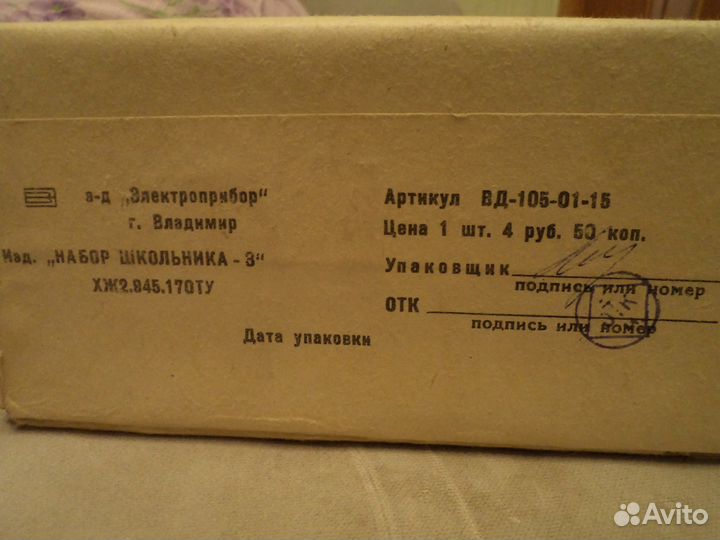 з-д „Электроприбор"
г. Владимир
Изд. „НАБОР ШКОЛЬНИКА - 3"
ХЖ2.945.170ТУ
Дата упаковки
Артикул ВД-105-01-15
Цена 1 шт. 4 руб. 50 коп.
Упаковщик
подпись или номер
ОТК
подпись или номер
Avito